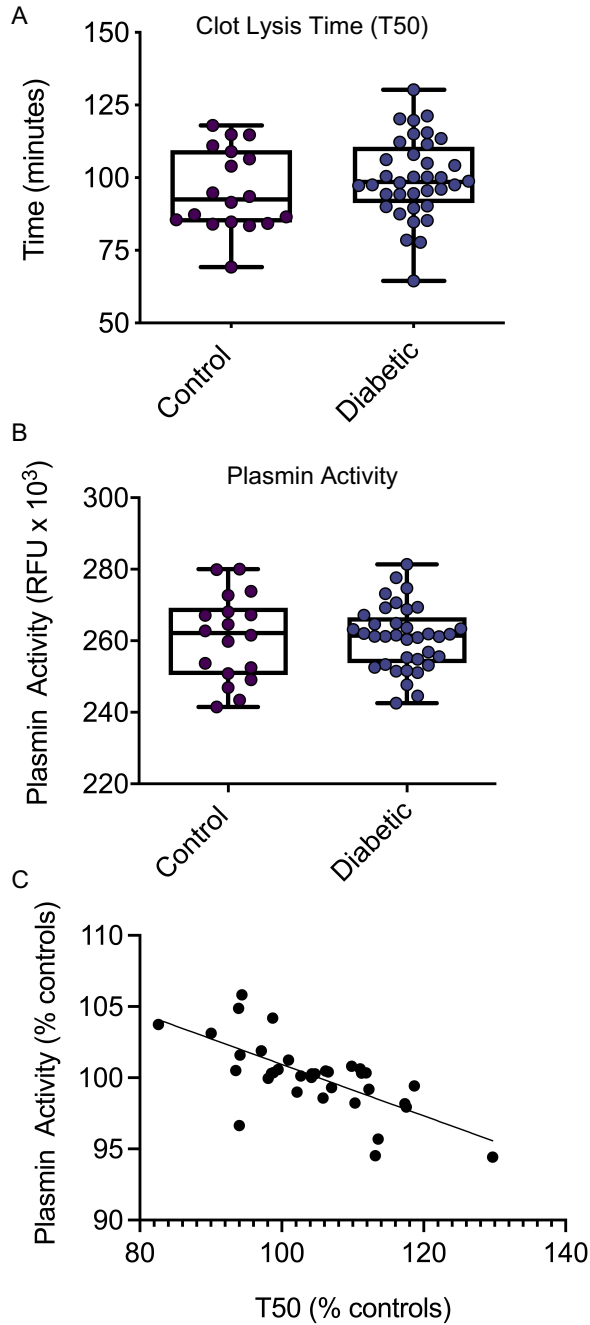 A
Clot Lysis Time (T50)
Time (minutes)
150
125
100
75
50
Control
Diabetic
B
Plasmin Activity
Plasmin Activity (RFU x 10³)
300
280
260
240
220
Control
Diabetic
C
Plasmin Activity (% controls)
110
105
100
95
90
80
100
120
140
T50 (% controls)